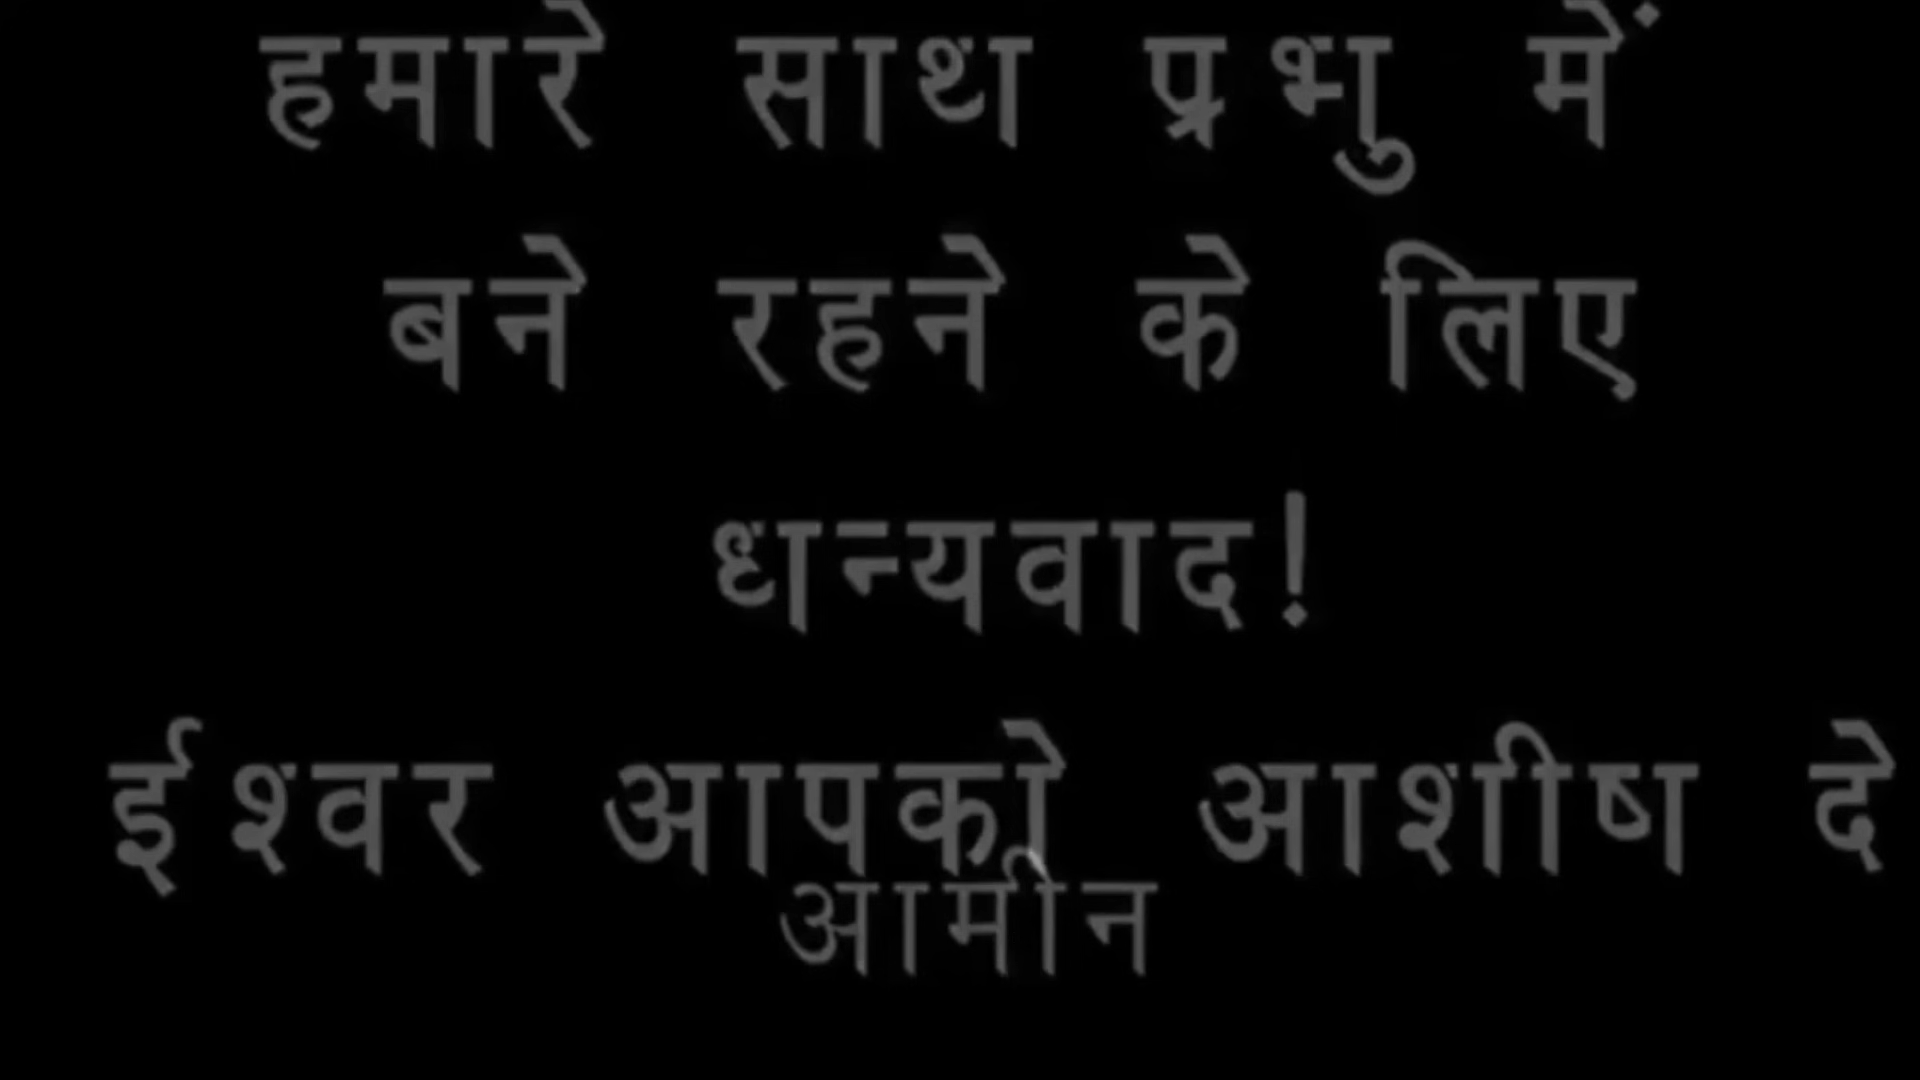 हमारे साथ प्रभु में
बने रहने के लिए
धन्यवाद!
ईश्वर आपको आशीष दे
आमीन